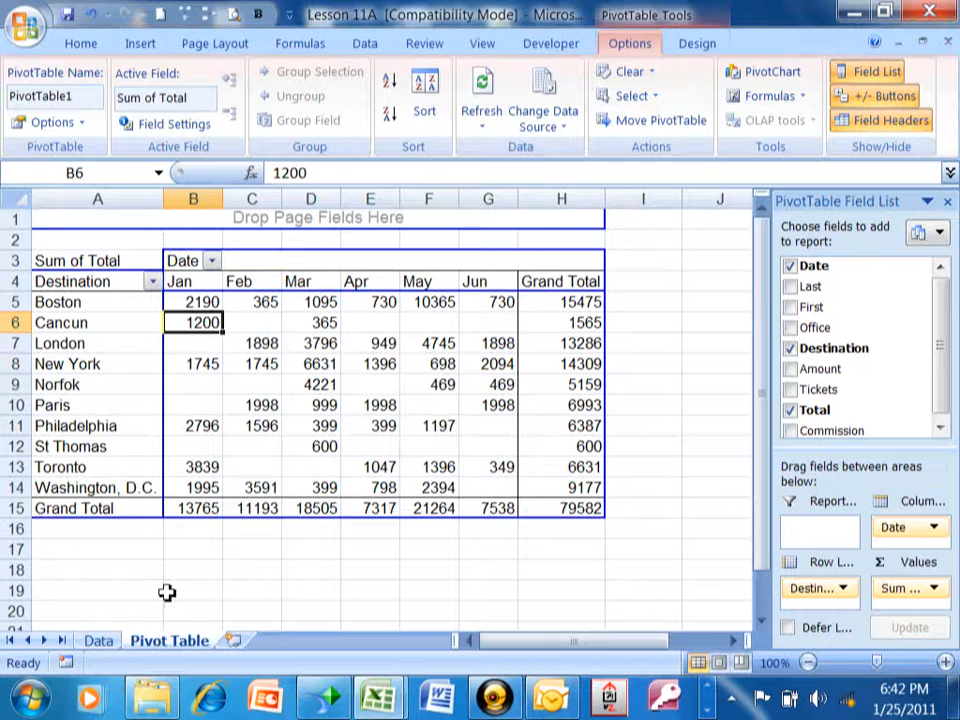 Lesson 11A [Compatibility Mode] - Micros...
PivotTable Tools
Home Insert Page Layout Formulas Data Review View Developer Options Design
PivotTable Name:
PivotTable1
Options
PivotTable
Active Field:
Sum of Total
Field Settings
Active Field
Group Selection
Ungroup
Group Field
Group
Sort
Sort
Refresh
Change Data
Source
Data
Clear
Select
Move PivotTable
Actions
PivotChart
Formulas
OLAP tools
Tools
Field List
+/- Buttons
Field Headers
Show/Hide
B6 fx 1200
A B C D E F G H I J
1 Drop Page Fields Here
2
3 Sum of Total Date
4 Destination Jan Feb Mar Apr May Jun Grand Total
5 Boston 2190 365 1095 730 10365 730 15475
6 Cancun 1200 365 1565
7 London 1898 3796 949 4745 1898 13286
8 New York 1745 1745 6631 1396 698 2094 14309
9 Norfok 4221 469 469 5159
10 Paris 1998 999 1998 1998 6993
11 Philadelphia 2796 1596 399 399 1197 6387
12 St Thomas 600 600
13 Toronto 3839 1047 1396 349 6631
14 Washington, D.C. 1995 3591 399 798 2394 9177
15 Grand Total 13765 11193 18505 7317 21264 7538 79582
16
17
18
19
20
PivotTable Field List
Choose fields to add
to report:
Date
Last
First
Office
Destination
Amount
Tickets
Total
Commission
Drag fields between areas
below:
Report... Colum...
Date
Row L... Σ Values
Destin... Sum ...
Defer L... Update
Data Pivot Table
Ready 100%
6:42 PM
1/25/2011